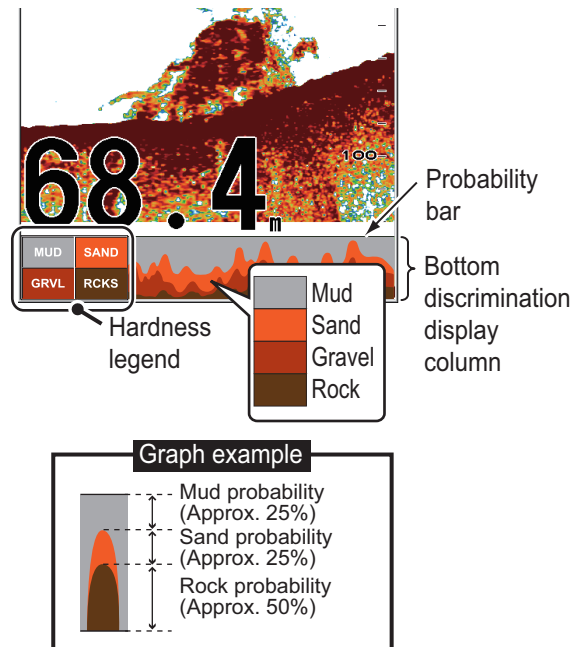 100
68.4m
Probability
bar
MUD SAND
GRVL RCKS
Hardness
legend
Mud
Sand
Gravel
Rock
Bottom
discrimination
display
column
Graph example
Mud probability
(Approx. 25%)
Sand probability
(Approx. 25%)
Rock probability
(Approx. 50%)